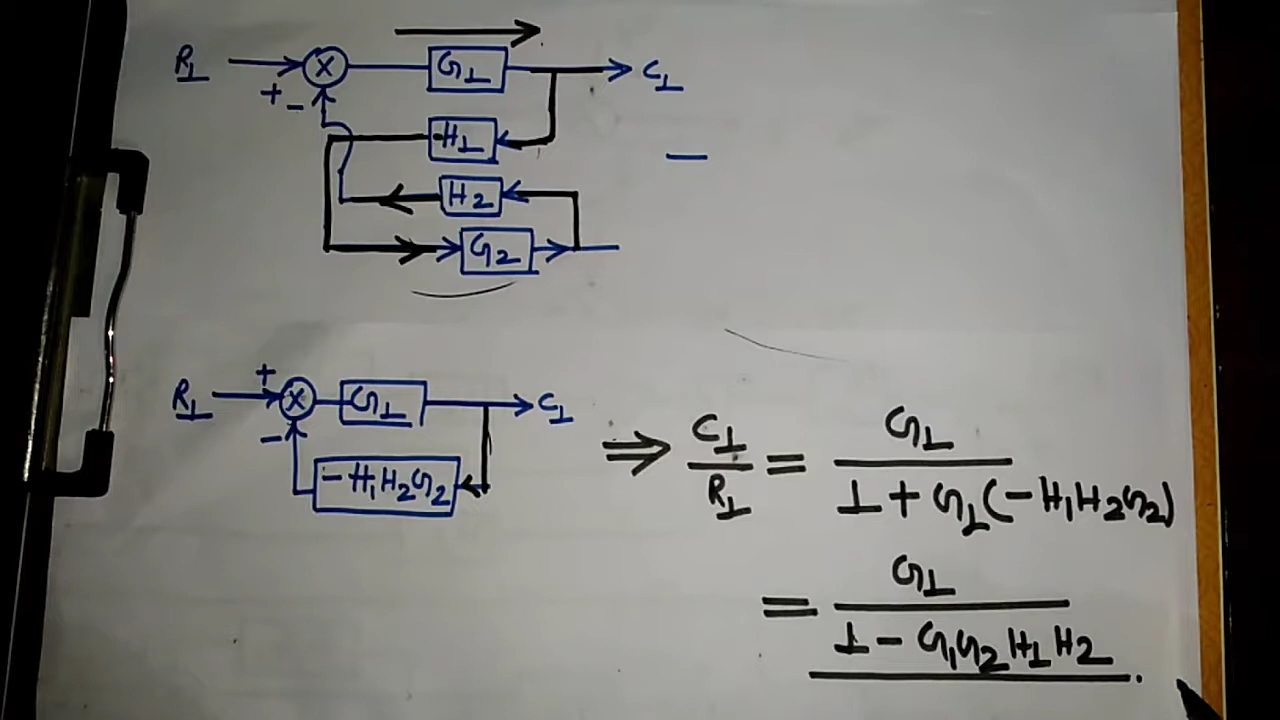 R1 + - × G1 C1
-H1
H2
G2
R1 + - × G1 C1
-H1H2G2
⇒ C1/R1 = G1/(1 + G1(-H1H2G2))
= G1/(1 - G1G2H1H2).